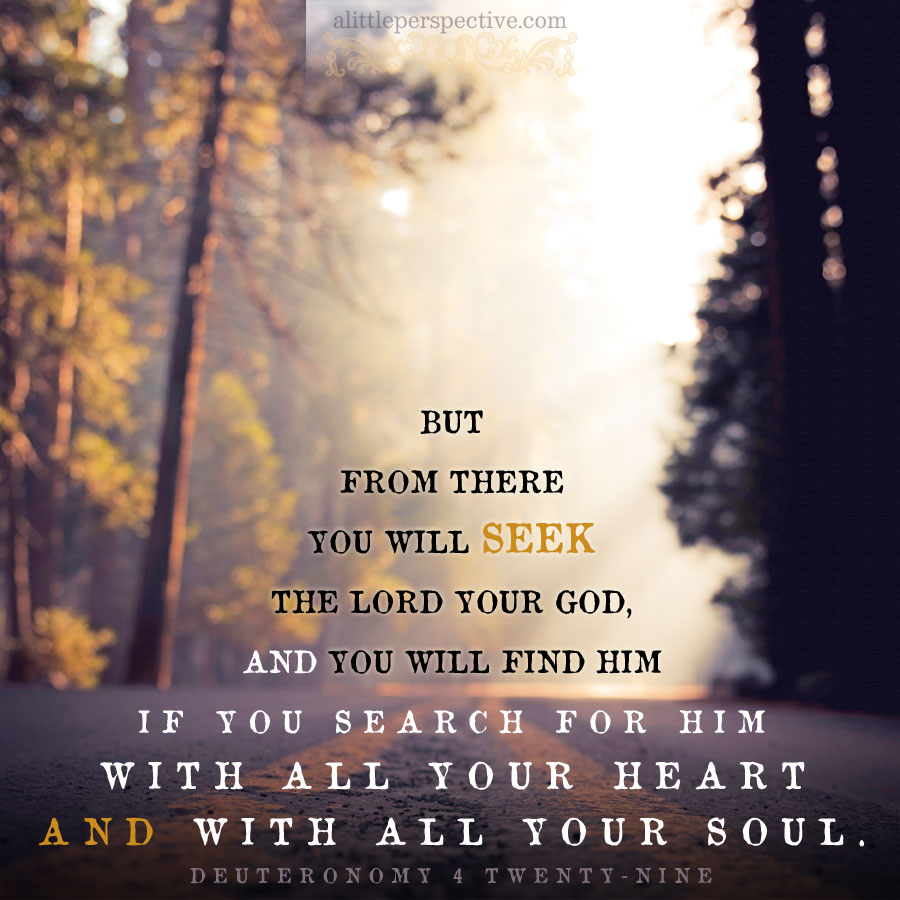 alittleperspective.com
BUT
FROM THERE
YOU WILL SEEK
THE LORD YOUR GOD,
AND YOU WILL FIND HIM
IF YOU SEARCH FOR HIM
WITH ALL YOUR HEART
AND WITH ALL YOUR SOUL.
DEUTERONOMY 4 TWENTY-NINE